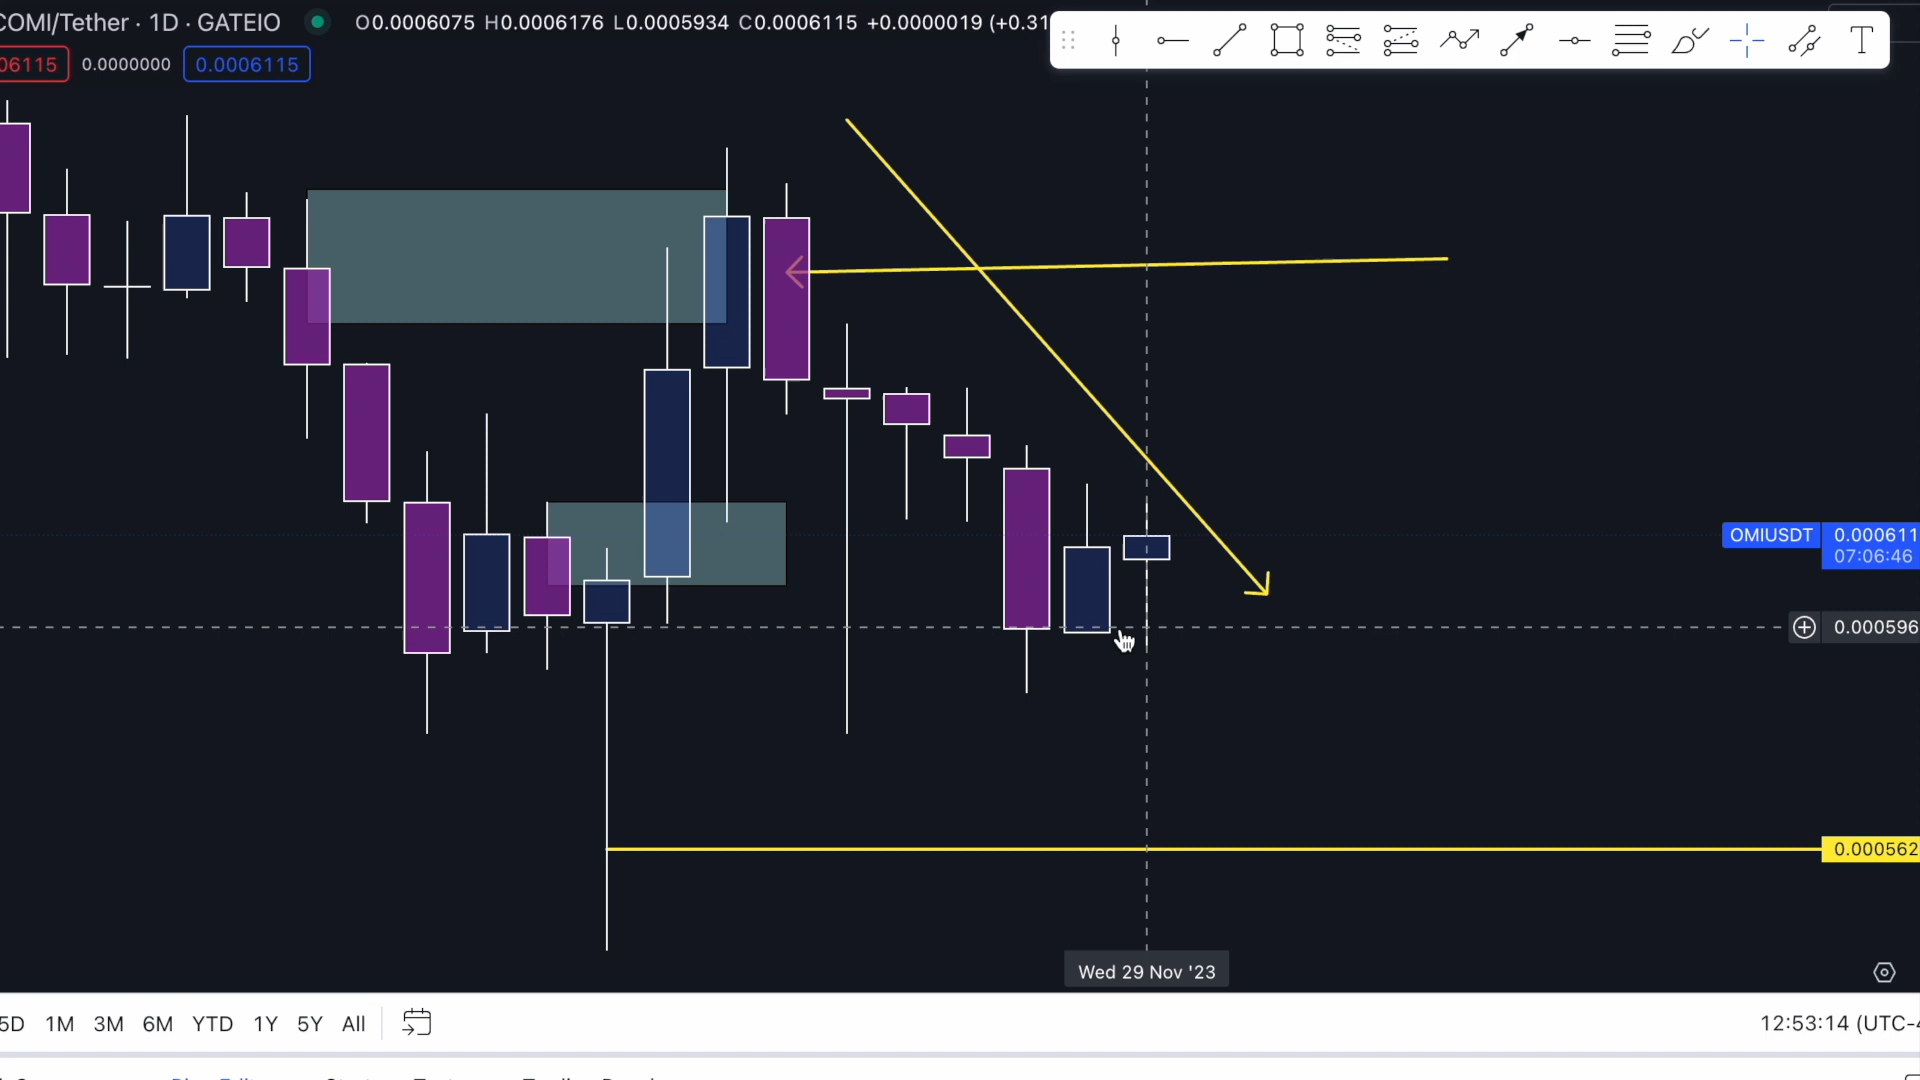 COMI/Tether · 1D · GATEIO O0.0006075 H0.0006176 L0.0005934 C0.0006115 +0.0000019 (+0.31
06115 0.0000000 0.0006115
OMIUSDT 0.000611
07:06:46
0.000596
0.000562
Wed 29 Nov '23
5D 1M 3M 6M YTD 1Y 5Y All 12:53:14 (UTC-4